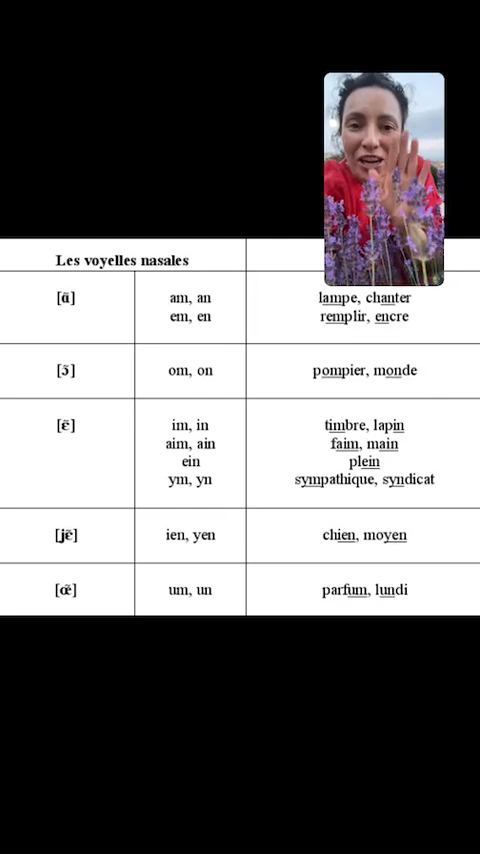 Les voyelles nasales
[ɑ̃] am, an lampe, chanter
em, en remplir, encre
[ɔ̃] om, on pompier, monde
[ɛ̃] im, in timbre, lapin
aim, ain faim, main
ein plein
ym, yn sympathique, syndicat
[jɛ̃] ien, yen chien, moyen
[œ̃] um, un parfum, lundi